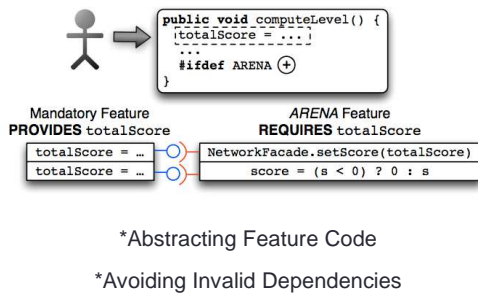 public void computeLevel() {
totalScore = ...
...
#ifdef ARENA +
}
Mandatory Feature
PROVIDES totalScore
ARENA Feature
REQUIRES totalScore
totalScore = …
NetworkFacade.setScore(totalScore)
totalScore = …
score = (s < 0) ? 0 : s
*Abstracting Feature Code
*Avoiding Invalid Dependencies